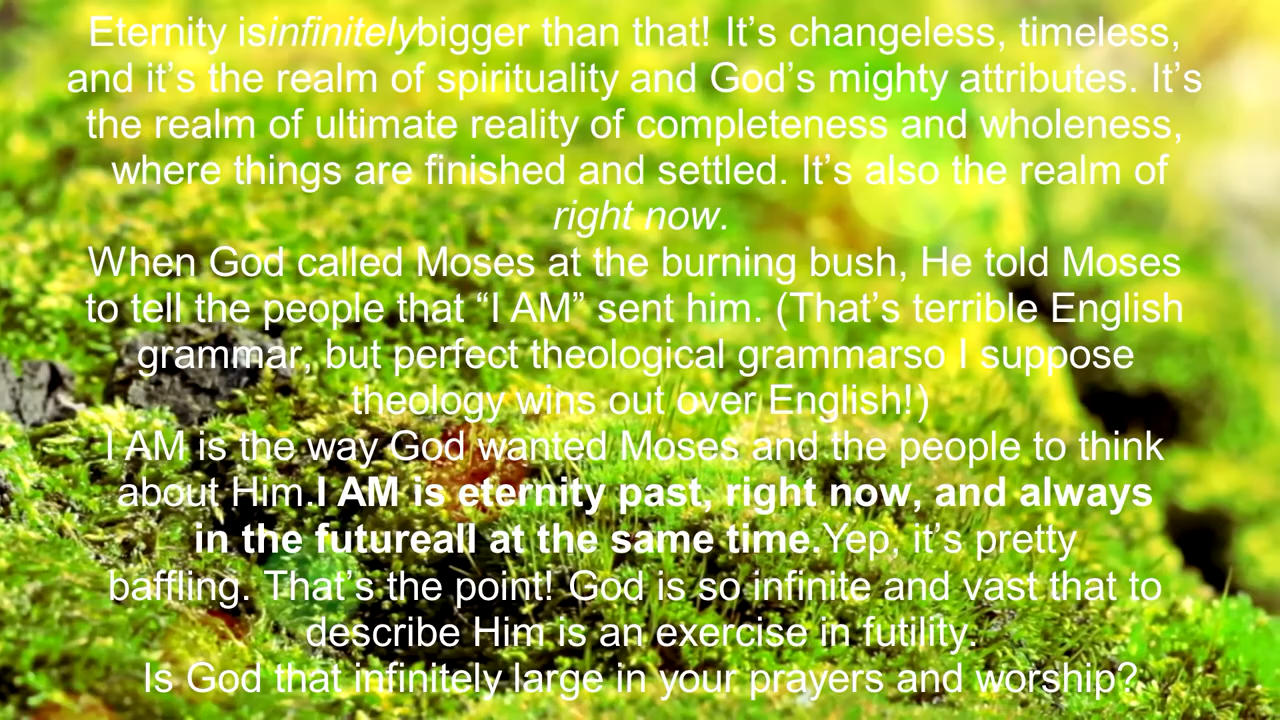 Eternity isinfinitelybigger than that! It’s changeless, timeless,
and it’s the realm of spirituality and God’s mighty attributes. It’s
the realm of ultimate reality of completeness and wholeness,
where things are finished and settled. It’s also the realm of
right now.
When God called Moses at the burning bush, He told Moses
to tell the people that “I AM” sent him. (That’s terrible English
grammar, but perfect theological grammarso I suppose
theology wins out over English!)
I AM is the way God wanted Moses and the people to think
about Him.I AM is eternity past, right now, and always
in the futureall at the same time.Yep, it’s pretty
baffling. That’s the point! God is so infinite and vast that to
describe Him is an exercise in futility.
Is God that infinitely large in your prayers and worship?